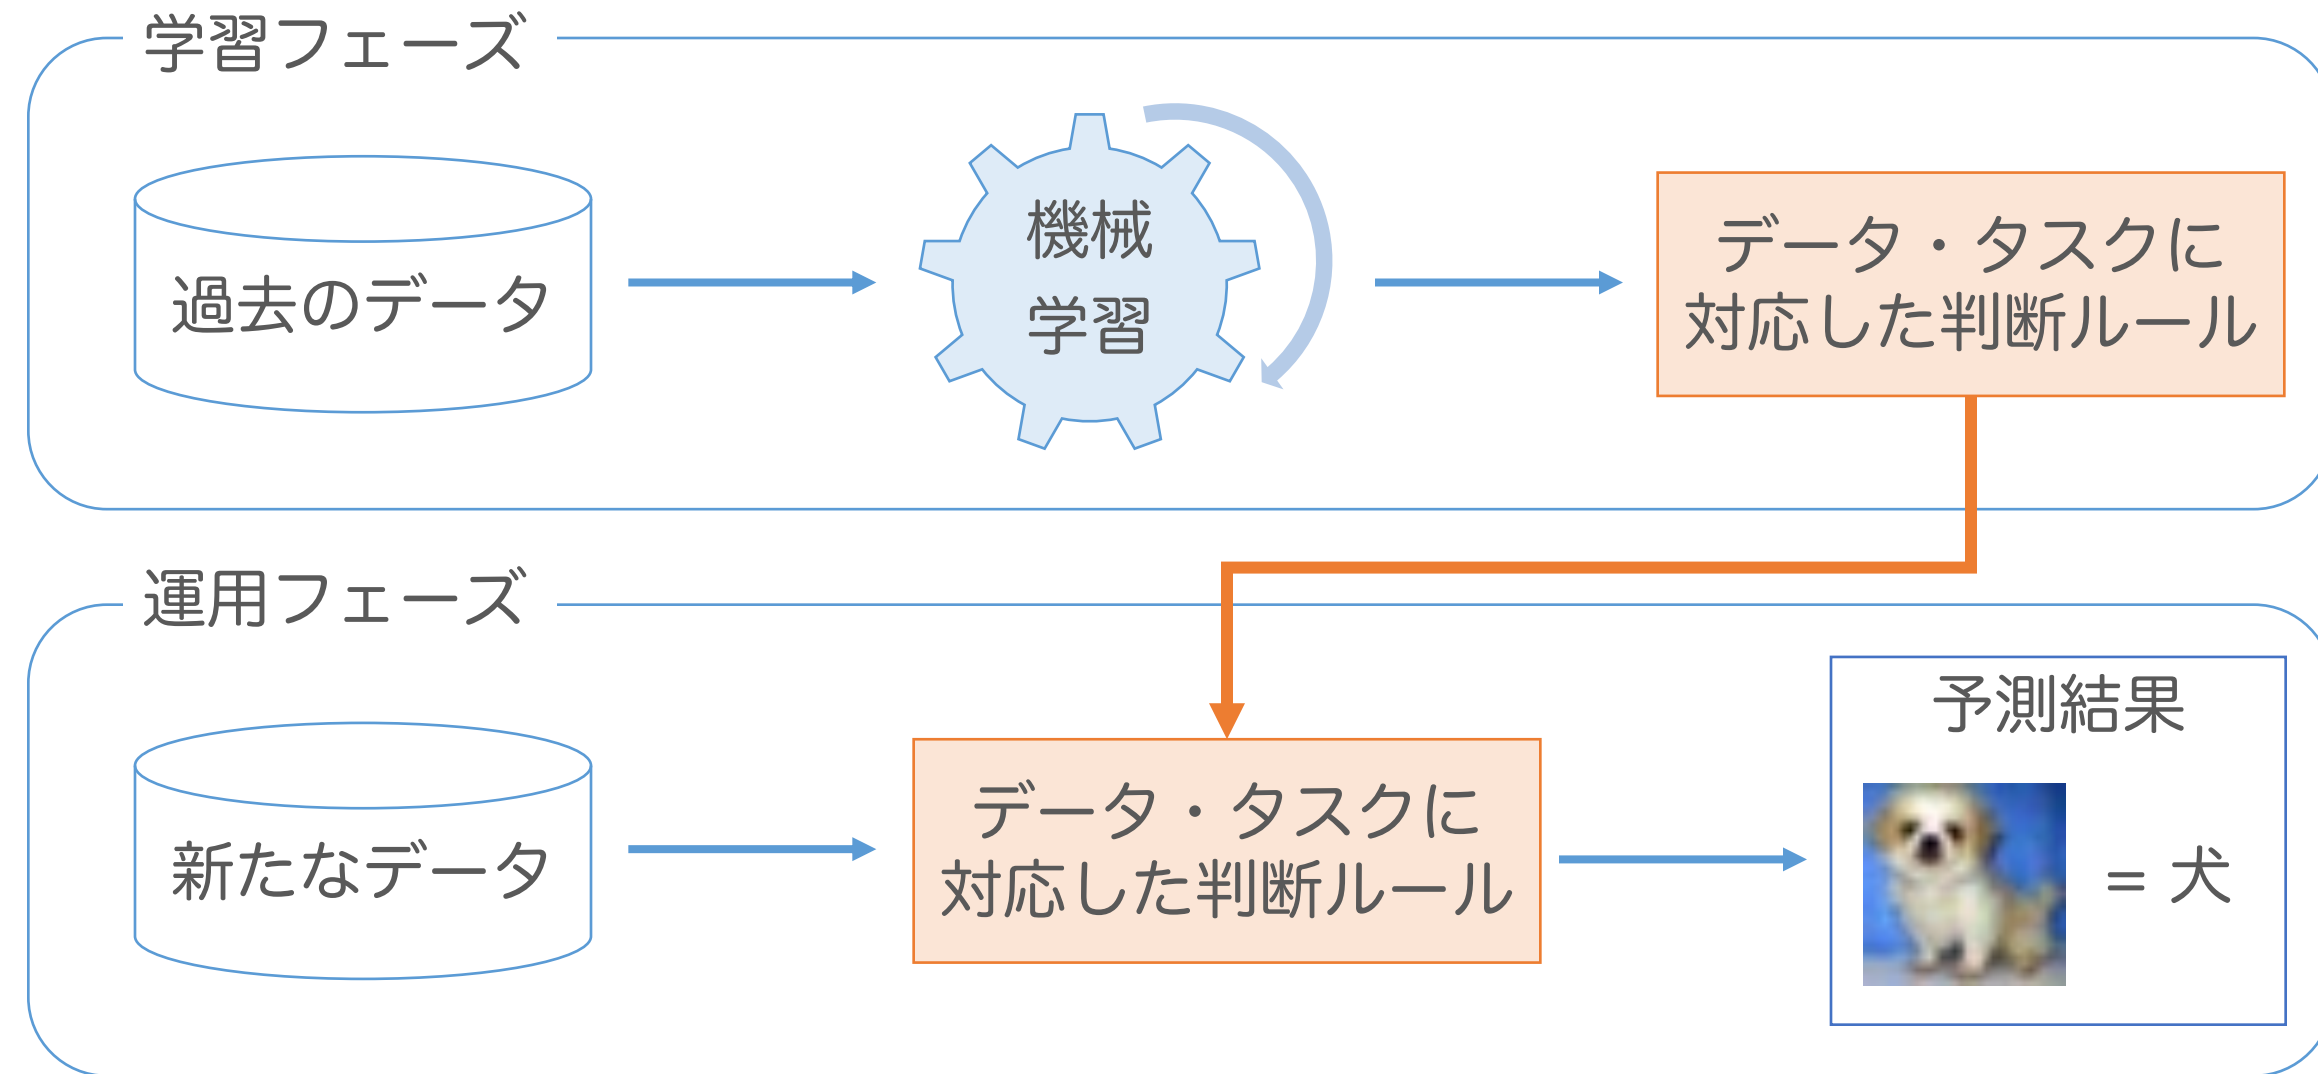 学習フェーズ
過去のデータ
機械
学習
データ・タスクに
対応した判断ルール
運用フェーズ
新たなデータ
データ・タスクに
対応した判断ルール
予測結果
= 犬